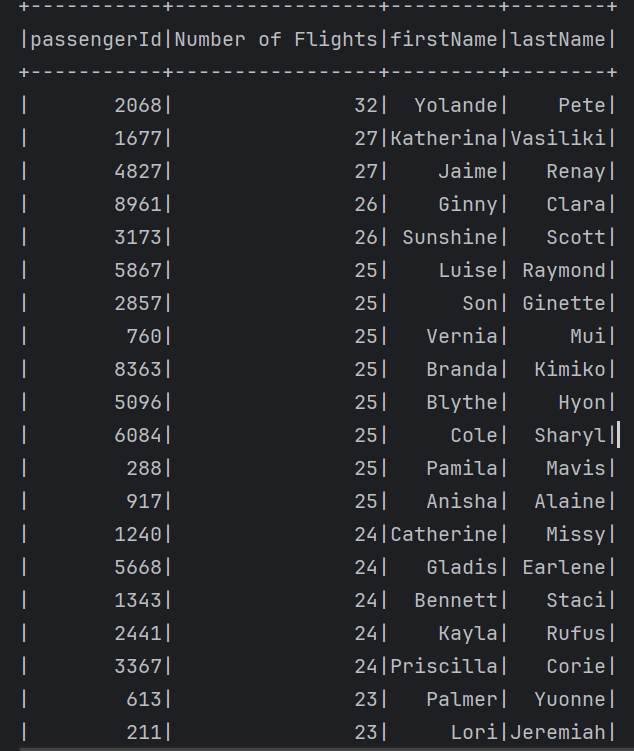 +-----------+-----------------+---------+--------+
|passengerId|Number of Flights|firstName|lastName|
+-----------+-----------------+---------+--------+
|       2068|               32|  Yolande|    Pete|
|       1677|               27|Katherina|Vasiliki|
|       4827|               27|    Jaime|   Renay|
|       8961|               26|    Ginny|   Clara|
|       3173|               26| Sunshine|   Scott|
|       5867|               25|    Luise| Raymond|
|       2857|               25|      Son| Ginette|
|        760|               25|   Vernia|     Mui|
|       8363|               25|   Branda|  Kimiko|
|       5096|               25|   Blythe|    Hyon|
|       6084|               25|     Cole|  Sharyl|
|        288|               25|   Pamila|   Mavis|
|        917|               25|   Anisha|  Alaine|
|       1240|               24|Catherine|   Missy|
|       5668|               24|   Gladis| Earlene|
|       1343|               24|  Bennett|   Staci|
|       2441|               24|    Kayla|   Rufus|
|       3367|               24|Priscilla|   Corie|
|        613|               23|   Palmer|  Yuonne|
|        211|               23|     Lori|Jeremiah|